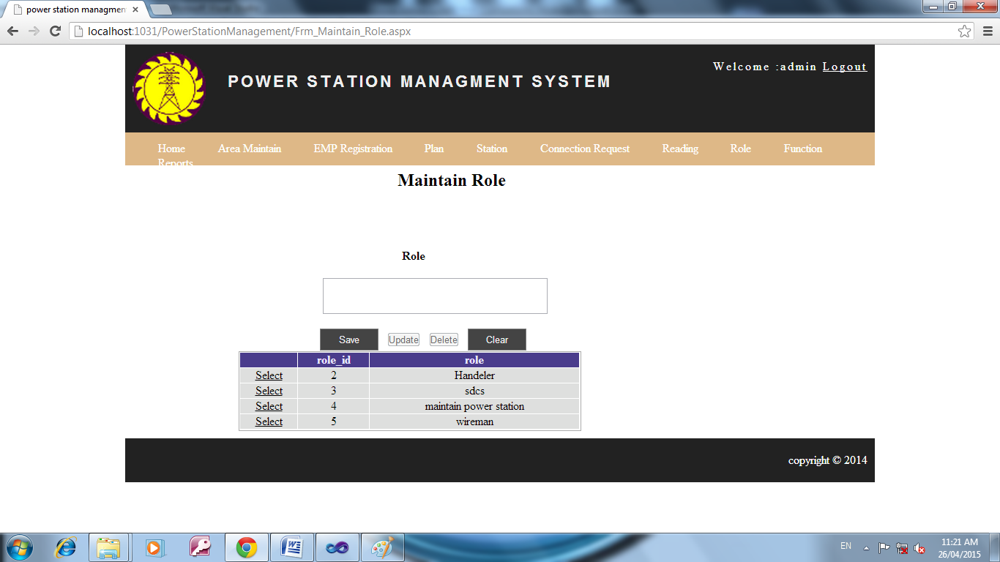 power station managmen
localhost:1031/PowerStationManagement/Frm_Maintain_Role.aspx
POWER STATION MANAGMENT SYSTEM
Welcome :admin Logout
Home Area Maintain EMP Registration Plan Station Connection Request Reading Role Function
Reports
Maintain Role
Role
Save Update Delete Clear
role_id role
Select 2 Handeler
Select 3 sdcs
Select 4 maintain power station
Select 5 wireman
copyright © 2014
EN
11:21 AM
26/04/2015